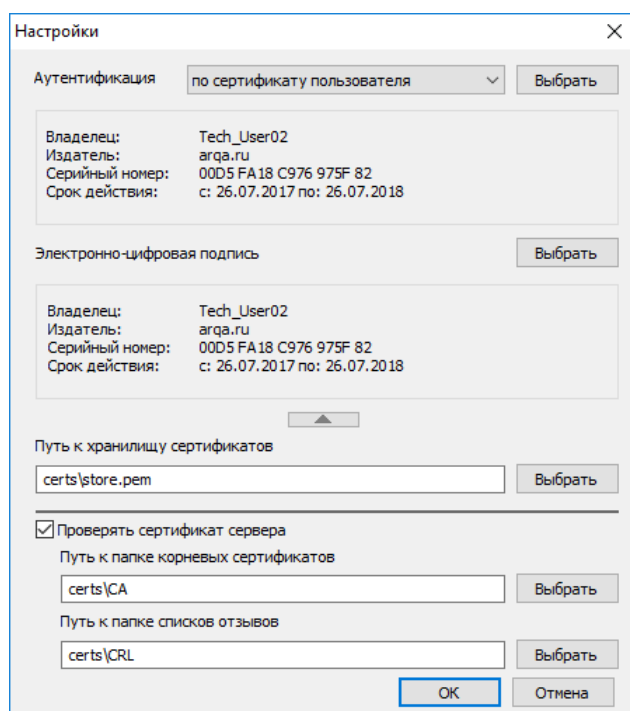 Настройки
Аутентификация по сертификату пользователя Выбрать
Владелец: Tech_User02
Издатель: arqa.ru
Серийный номер: 00D5 FA18 C976 975F 82
Срок действия: с: 26.07.2017 по: 26.07.2018
Электронно-цифровая подпись Выбрать
Владелец: Tech_User02
Издатель: arqa.ru
Серийный номер: 00D5 FA18 C976 975F 82
Срок действия: с: 26.07.2017 по: 26.07.2018
Путь к хранилищу сертификатов
certs\store.pem Выбрать
Проверять сертификат сервера
Путь к папке корневых сертификатов
certs\CA Выбрать
Путь к папке списков отзывов
certs\CRL Выбрать
OK Отмена